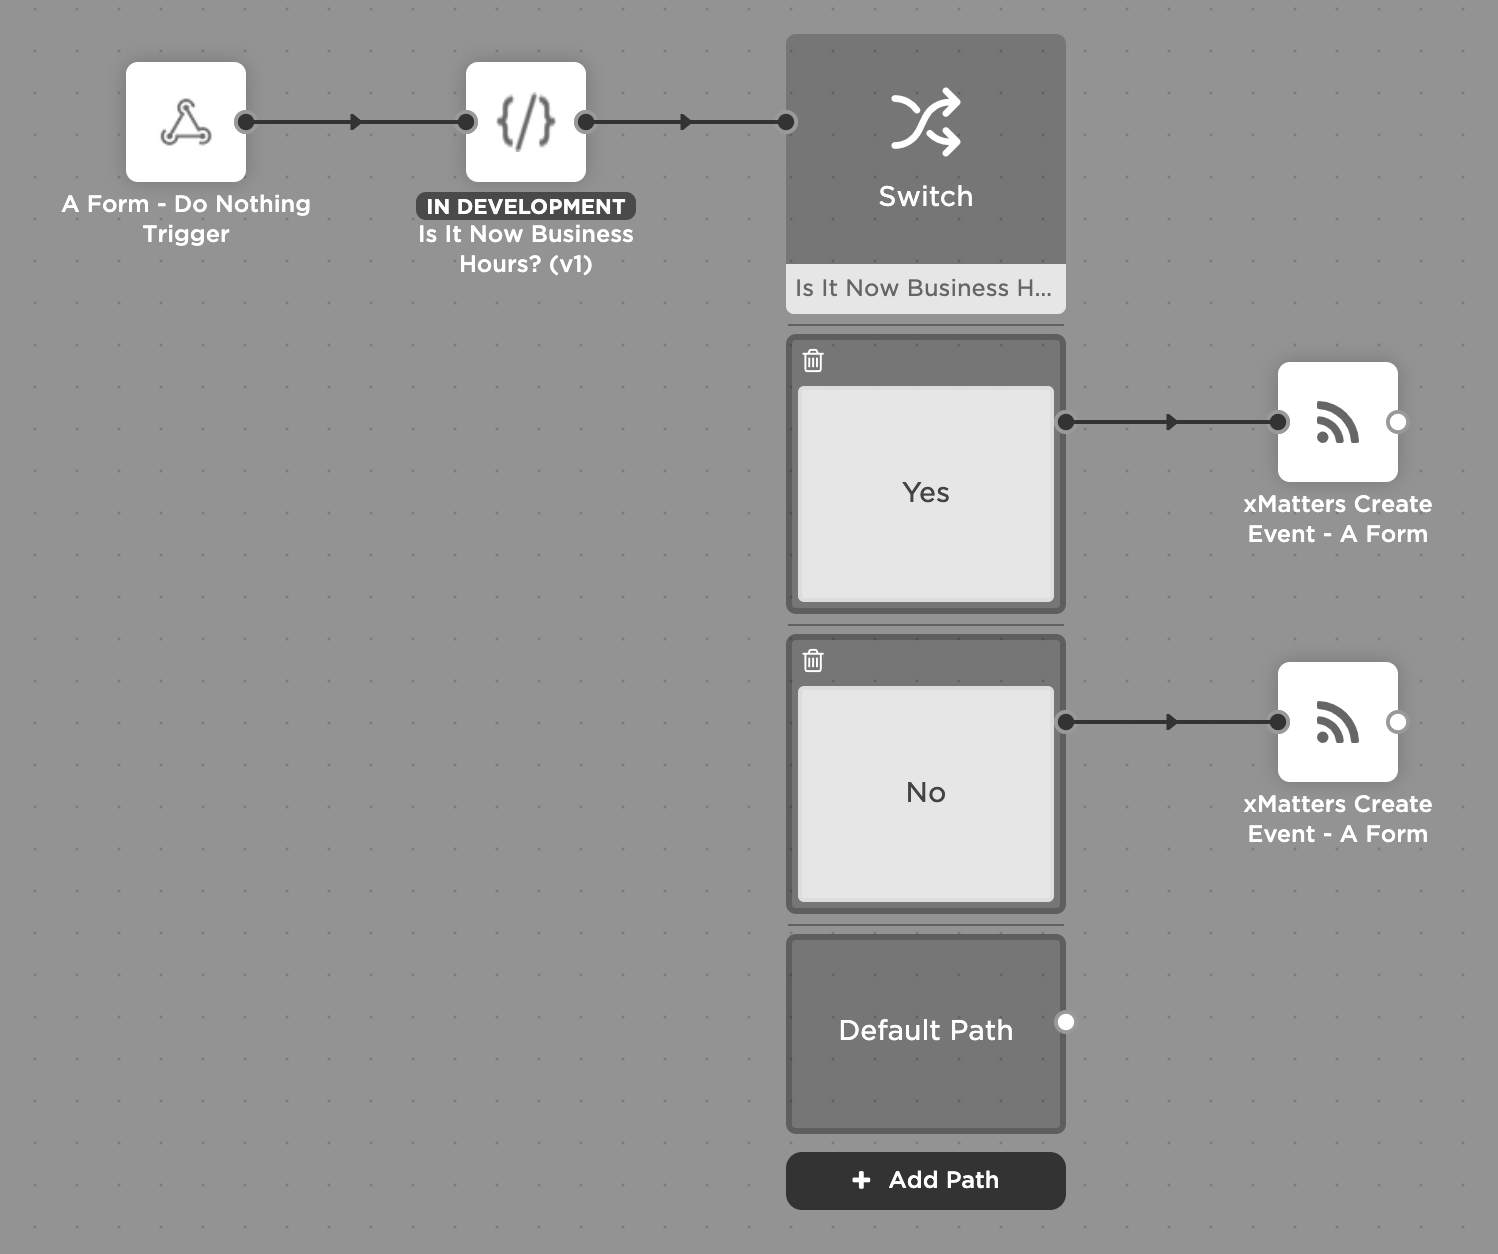 A Form - Do Nothing
Trigger
{/}
IN DEVELOPMENT
Is It Now Business
Hours? (v1)
Switch
Is It Now Business H...
Yes
xMatters Create
Event - A Form
No
xMatters Create
Event - A Form
Default Path
+ Add Path